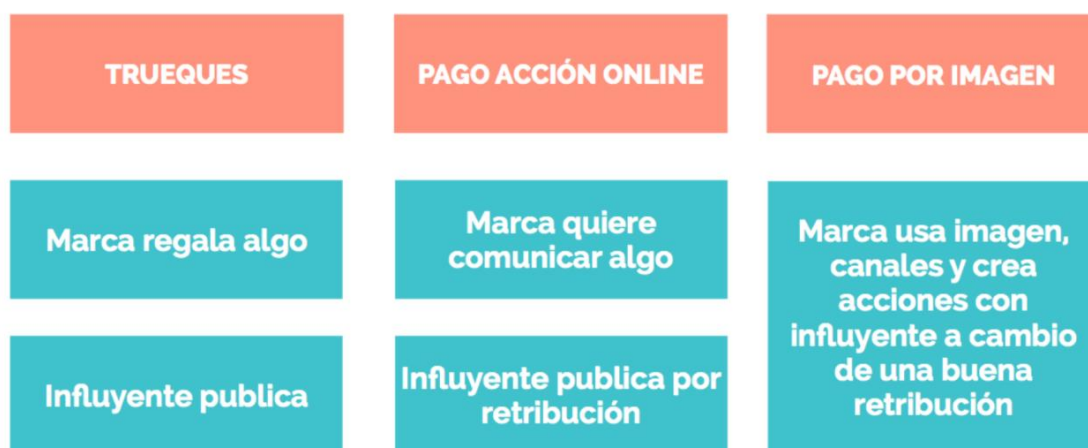 TRUEQUES
PAGO ACCIÓN ONLINE
PAGO POR IMAGEN
Marca regala algo
Marca quiere
comunicar algo
Marca usa imagen,
canales y crea
acciones con
influyente a cambio
de una buena
retribución
Influyente publica
Influyente publica por
retribución